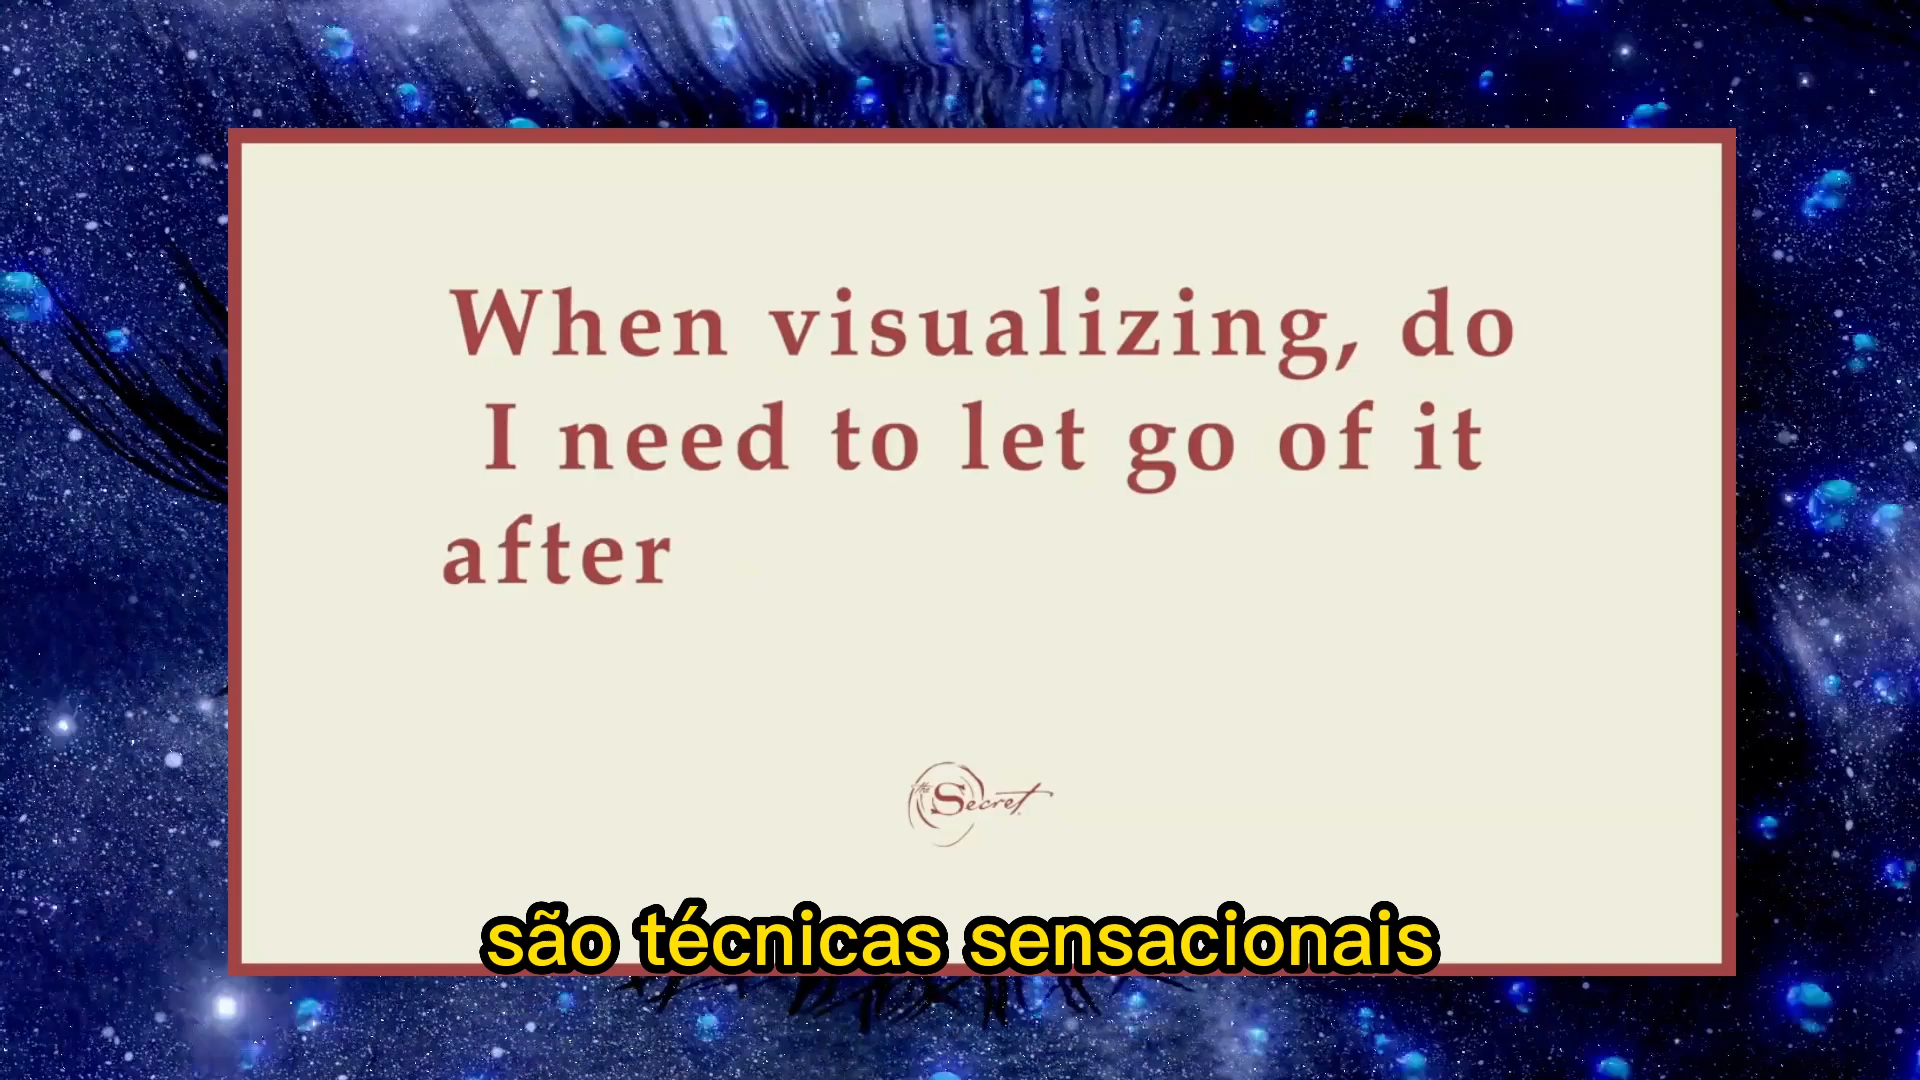 When visualizing, do
I need to let go of it
after
the Secret
são técnicas sensacionais